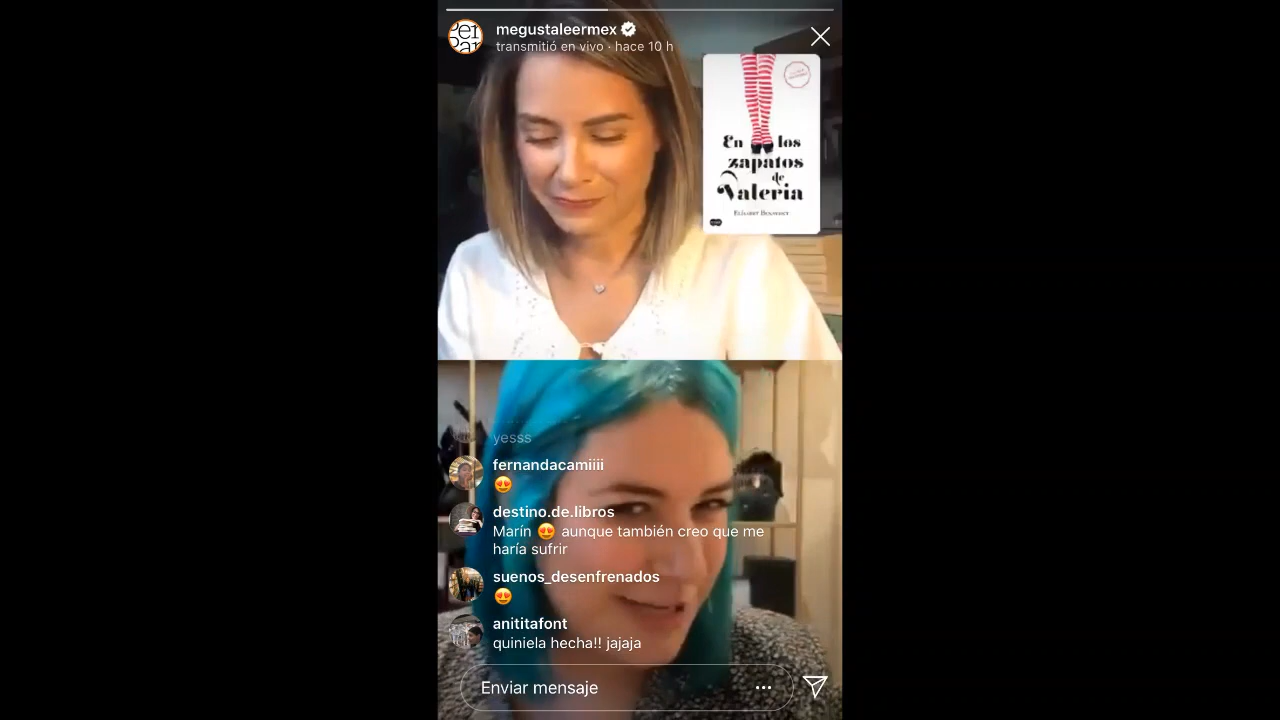 megustaleermex
transmitió en vivo · hace 10 h
En los
zapatos
de
Valeria
yesss
fernandacamiiii
😍
destino.de.libros
Marín 😍 aunque también creo que me
haría sufrir
suenos_desenfrenados
😍
anititafont
quiniela hecha!! jajaja
Enviar mensaje